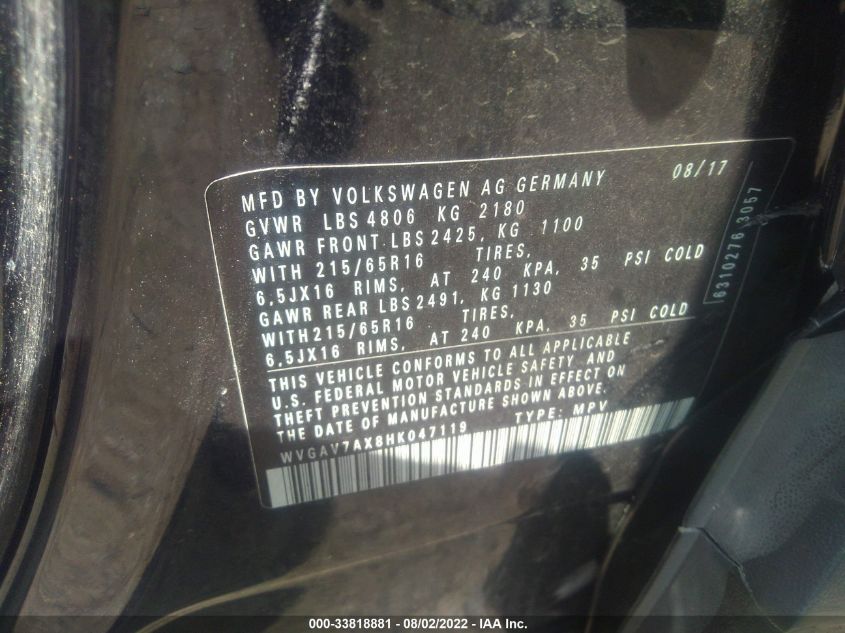 MFD BY VOLKSWAGEN AG GERMANY 08/17
GVWR LBS 4806 KG 2180
GAWR FRONT LBS 2425, KG 1100
WITH 215/65R16 TIRES,
6,5JX16 RIMS, AT 240 KPA, 35 PSI COLD
GAWR REAR LBS 2491, KG 1130
WITH 215/65R16 TIRES,
6,5JX16 RIMS, AT 240 KPA, 35 PSI COLD
THIS VEHICLE CONFORMS TO ALL APPLICABLE
U.S. FEDERAL MOTOR VEHICLE SAFETY AND
THEFT PREVENTION STANDARDS IN EFFECT ON
THE DATE OF MANUFACTURE SHOWN ABOVE.
WVGAV7AX8HK047119 TYPE: MPV
6310276 3057
000-33818881 - 08/02/2022 - IAA Inc.